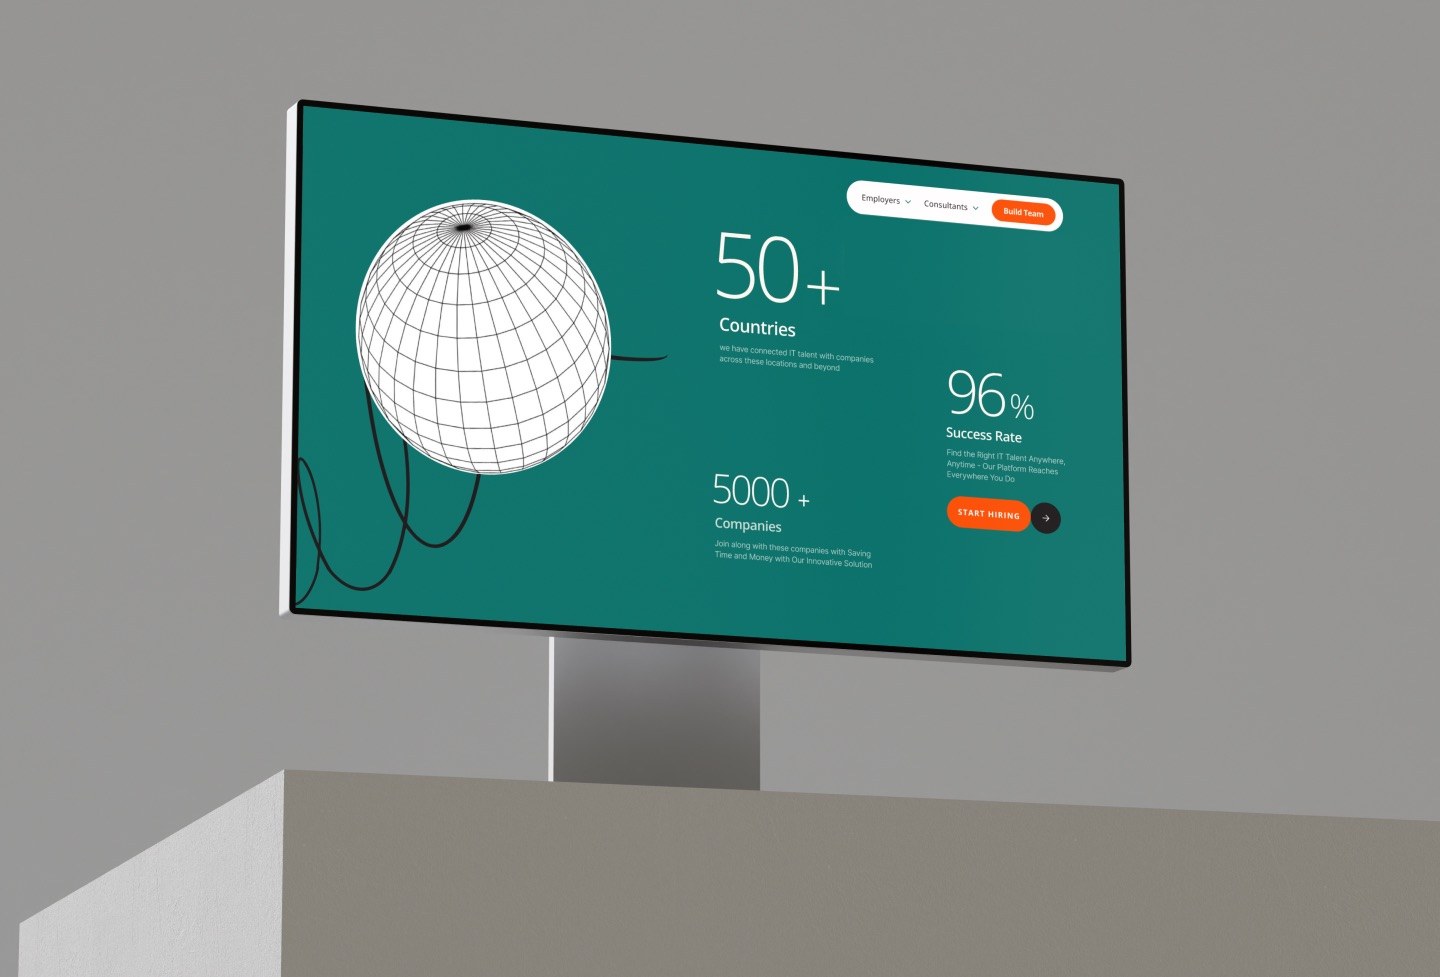 Employers
Consultants
Build Team
50+
Countries
we have connected IT talent with companies
across these locations and beyond
96%
Success Rate
Find the Right IT Talent Anywhere,
Anytime - Our Platform Reaches
Everywhere You Do
START HIRING
5000 +
Companies
Join along with these companies with Saving
Time and Money with Our Innovative Solution